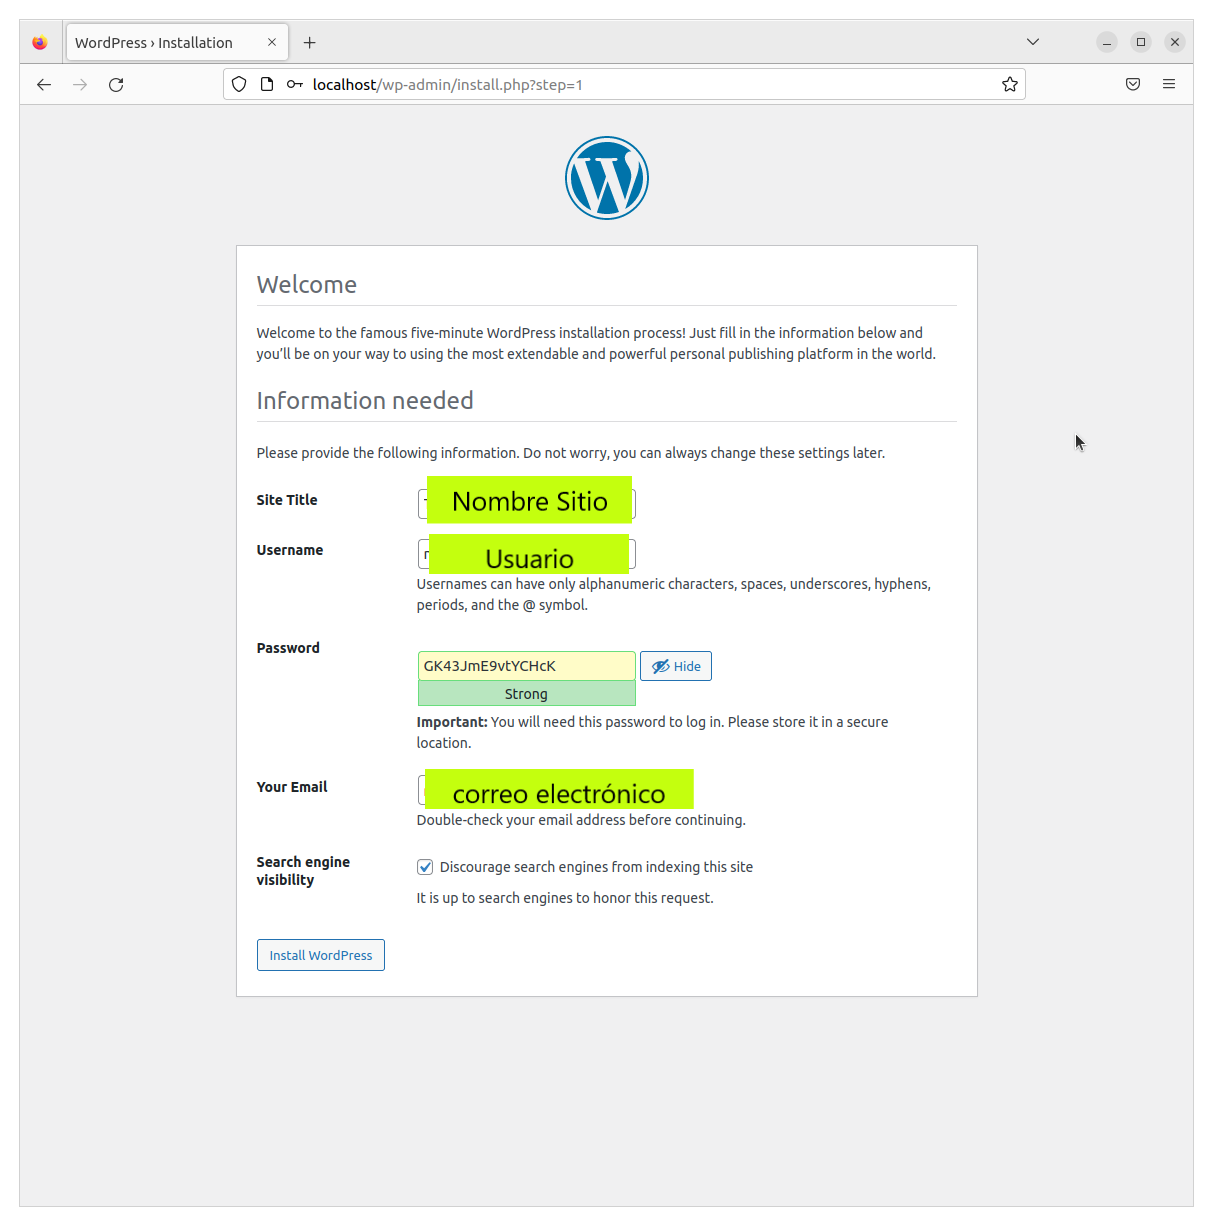 WordPress › Installation
localhost/wp-admin/install.php?step=1
Welcome
Welcome to the famous five-minute WordPress installation process! Just fill in the information below and
you’ll be on your way to using the most extendable and powerful personal publishing platform in the world.
Information needed
Please provide the following information. Do not worry, you can always change these settings later.
Site Title
Nombre Sitio
Username
Usuario
Usernames can have only alphanumeric characters, spaces, underscores, hyphens,
periods, and the @ symbol.
Password
GK43JmE9vtYCHcK
Hide
Strong
Important: You will need this password to log in. Please store it in a secure
location.
Your Email
correo electrónico
Double-check your email address before continuing.
Search engine
visibility
Discourage search engines from indexing this site
It is up to search engines to honor this request.
Install WordPress